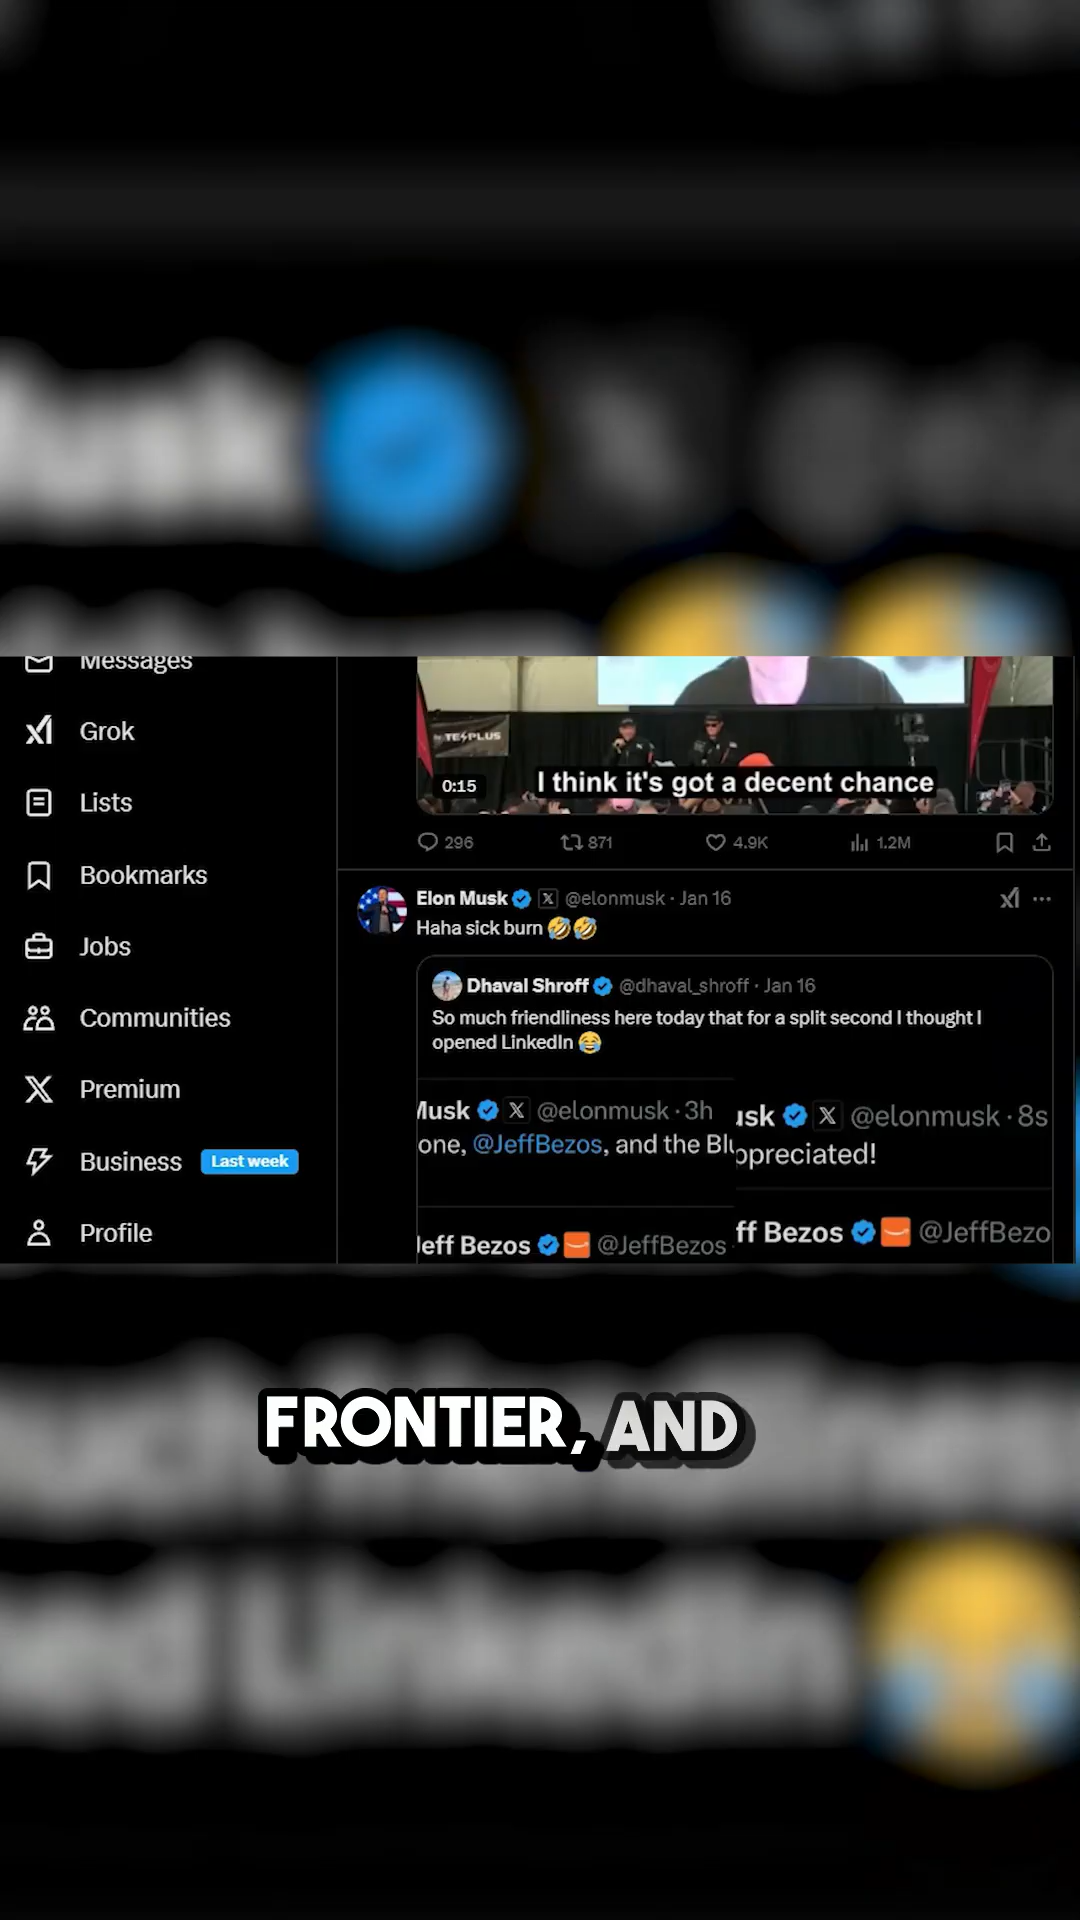 Messages
Grok
Lists
Bookmarks
Jobs
Communities
Premium
Business Last week
Profile
TESPLUS
0:15
I think it's got a decent chance
296 871 4.9K 1.2M
Elon Musk @elonmusk · Jan 16
Haha sick burn 🤣🤣
Dhaval Shroff @dhaval_shroff · Jan 16
So much friendliness here today that for a split second I thought I
opened LinkedIn 😂
Musk @elonmusk · 3h
one, @JeffBezos, and the Blu
Jeff Bezos @JeffBezos
usk @elonmusk · 8s
ppreciated!
ff Bezos @JeffBezo
FRONTIER, AND